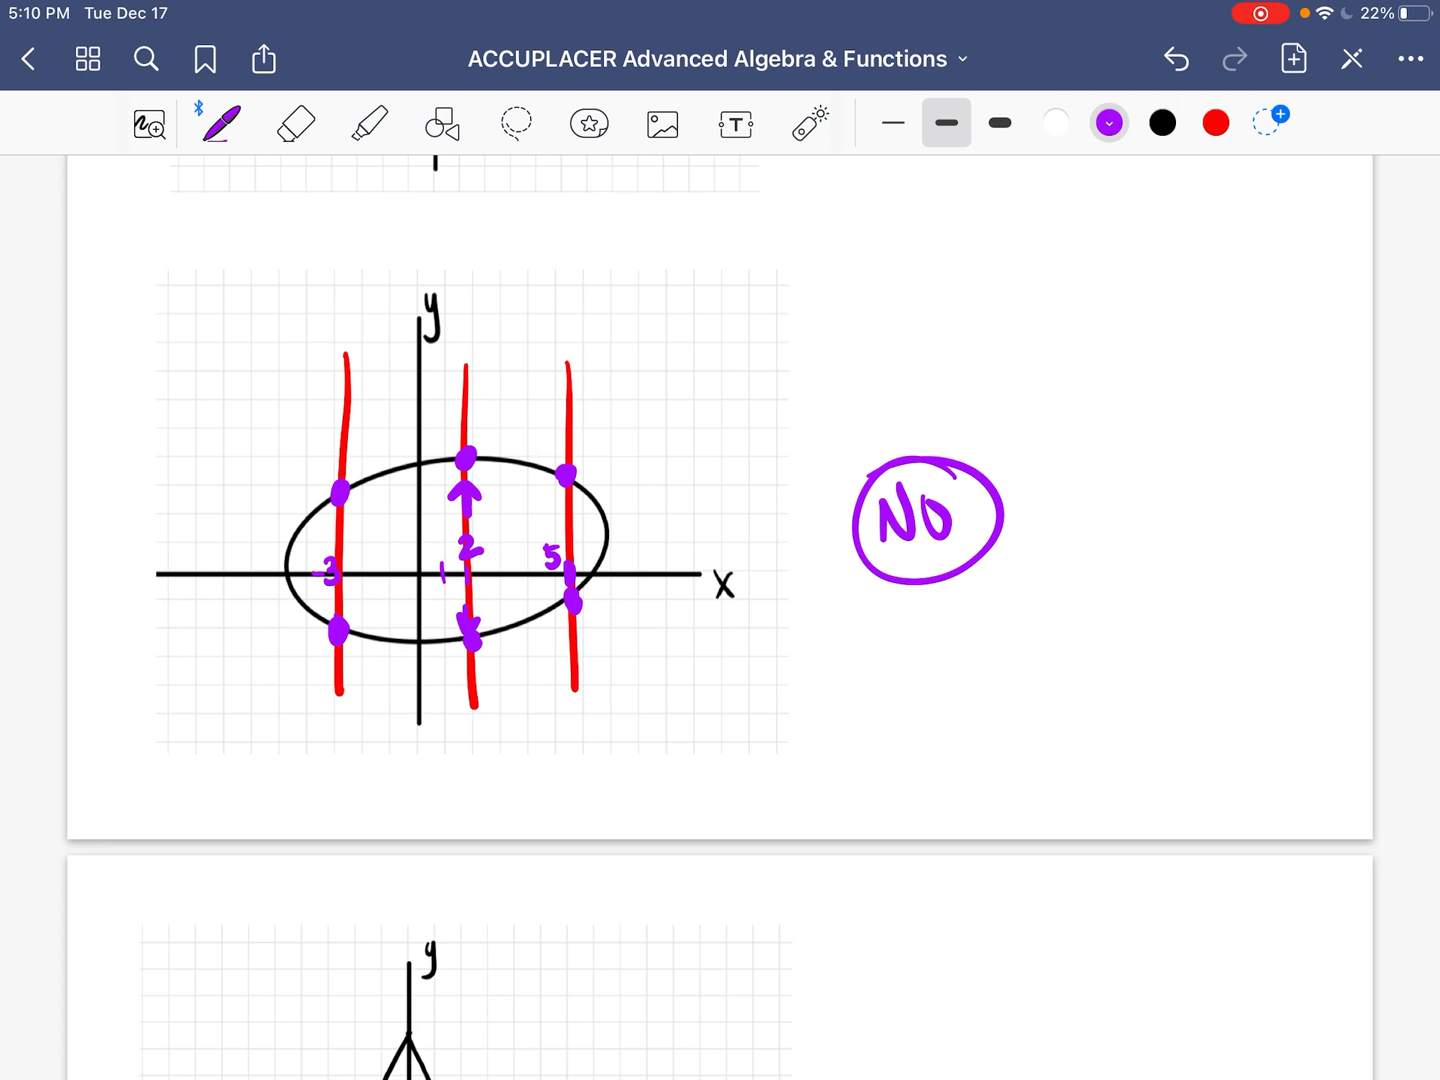 5:10 PM Tue Dec 17
22%
ACCUPLACER Advanced Algebra & Functions
T
y
-3
1
2
5
x
NO
y